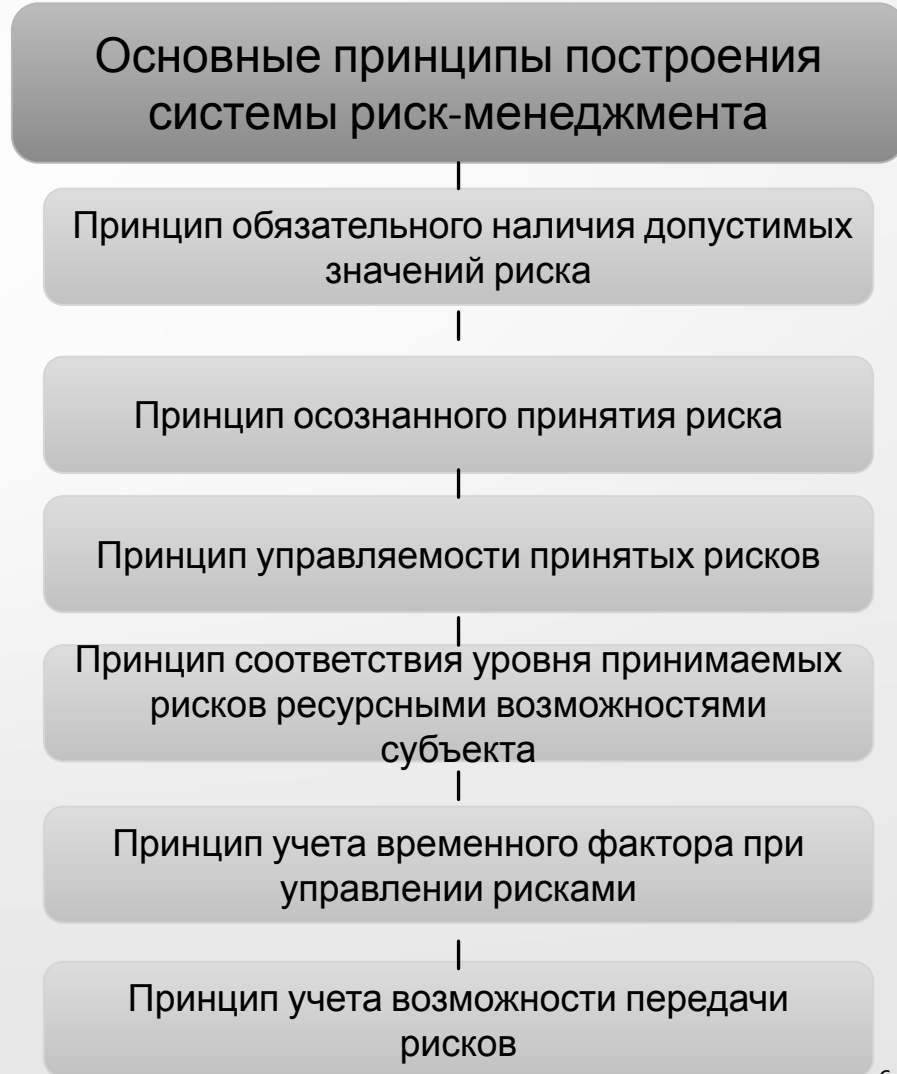 Основные принципы построения
системы риск-менеджмента
Принцип обязательного наличия допустимых
значений риска
Принцип осознанного принятия риска
Принцип управляемости принятых рисков
Принцип соответствия уровня принимаемых
рисков ресурсными возможностями
субъекта
Принцип учета временного фактора при
управлении рисками
Принцип учета возможности передачи
рисков